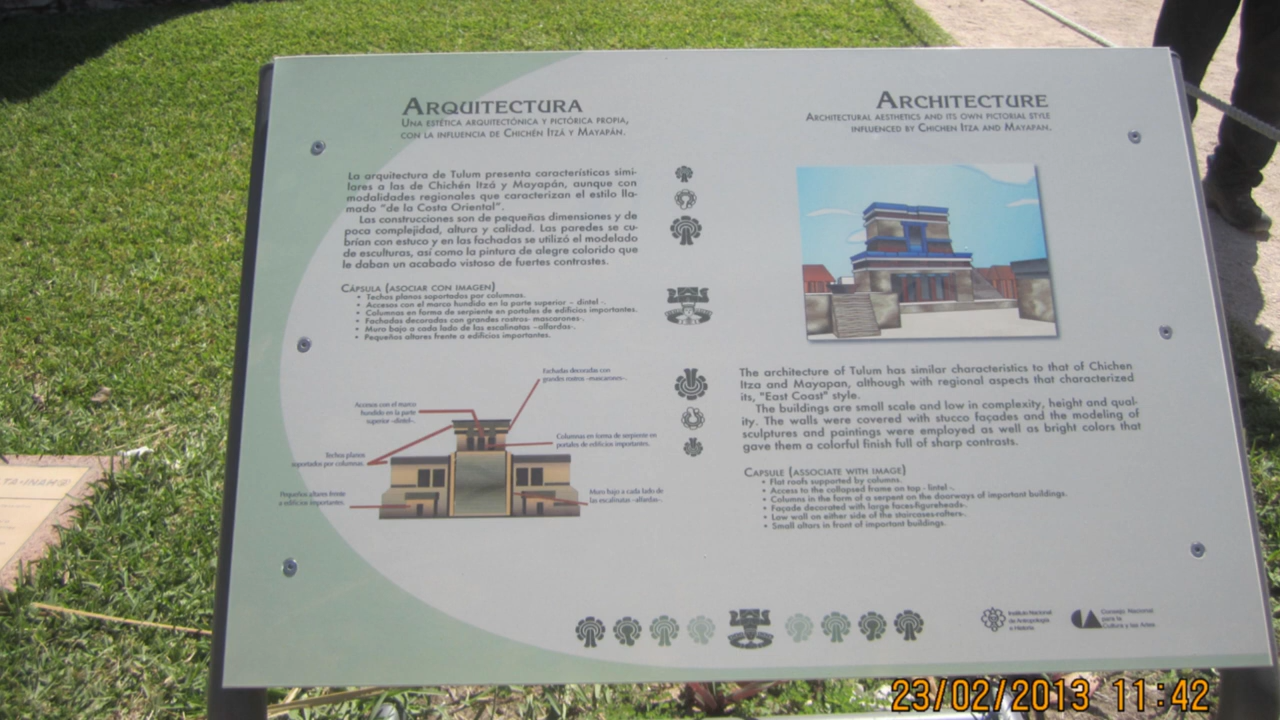 ARQUITECTURA
UNA ESTÉTICA ARQUITECTÓNICA Y PICTÓRICA PROPIA,
CON LA INFLUENCIA DE CHICHÉN ITZÁ Y MAYAPÁN.
La arquitectura de Tulum presenta características simi-
lares a las de Chichén Itzá y Mayapán, aunque con
modalidades regionales que caracterizan el estilo lla-
mado "de la Costa Oriental".
Las construcciones son de pequeñas dimensiones y de
poca complejidad, altura y calidad. Las paredes se cu-
brían con estuco y en las fachadas se utilizó el modelado
de esculturas, así como la pintura de alegre colorido que
le daban un acabado vistoso de fuertes contrastes.
CÁPSULA (ASOCIAR CON IMAGEN)
• Techos planos soportados por columnas.
• Accesos con el marco hundido en la parte superior – dintel -.
• Columnas en forma de serpiente en portales de edificios importantes.
• Fachadas decoradas con grandes rostros- mascarones-.
• Muro bajo a cada lado de las escalinatas –alfardas-.
• Pequeños altares frente a edificios importantes.
Fachadas decoradas con
grandes rostros –mascarones-.
Accesos con el marco
hundido en la parte
superior –dintel-.
Columnas en forma de serpiente en
portales de edificios importantes.
Techos planos
soportados por columnas.
Pequeños altares frente
a edificios importantes.
Muro bajo a cada lado de
las escalinatas –alfardas-.
ARCHITECTURE
ARCHITECTURAL AESTHETICS AND ITS OWN PICTORIAL STYLE
INFLUENCED BY CHICHEN ITZA AND MAYAPAN.
The architecture of Tulum has similar characteristics to that of Chichen
Itza and Mayapan, although with regional aspects that characterized
its, "East Coast" style.
The buildings are small scale and low in complexity, height and qual-
ity. The walls were covered with stucco façades and the modeling of
sculptures and paintings were employed as well as bright colors that
gave them a colorful finish full of sharp contrasts.
CAPSULE (ASSOCIATE WITH IMAGE)
• Flat roofs supported by columns.
• Access to the collapsed frame on top - lintel -.
• Columns in the form of a serpent on the doorways of important buildings.
• Façade decorated with large faces-figureheads-.
• Low wall on either side of the staircases-rafters-.
• Small altars in front of important buildings.
Instituto Nacional
de Antropología
e Historia
Consejo Nacional
para la
Cultura y las Artes
23/02/2013 11:42